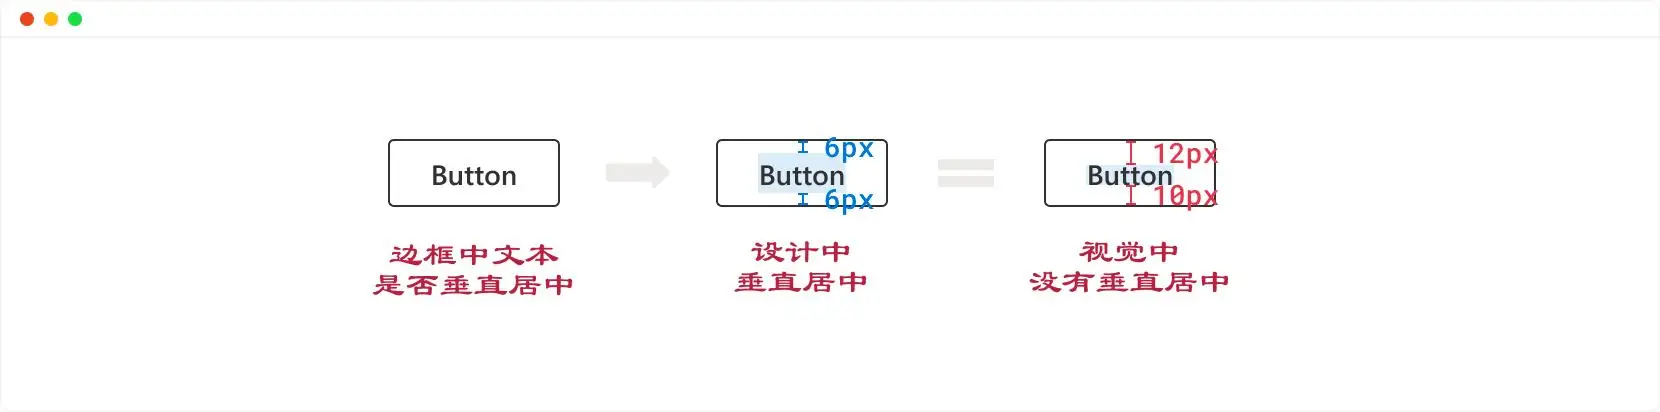 Button
边框中文本
是否垂直居中
6px
Button
6px
设计中
垂直居中
12px
Button
10px
视觉中
没有垂直居中